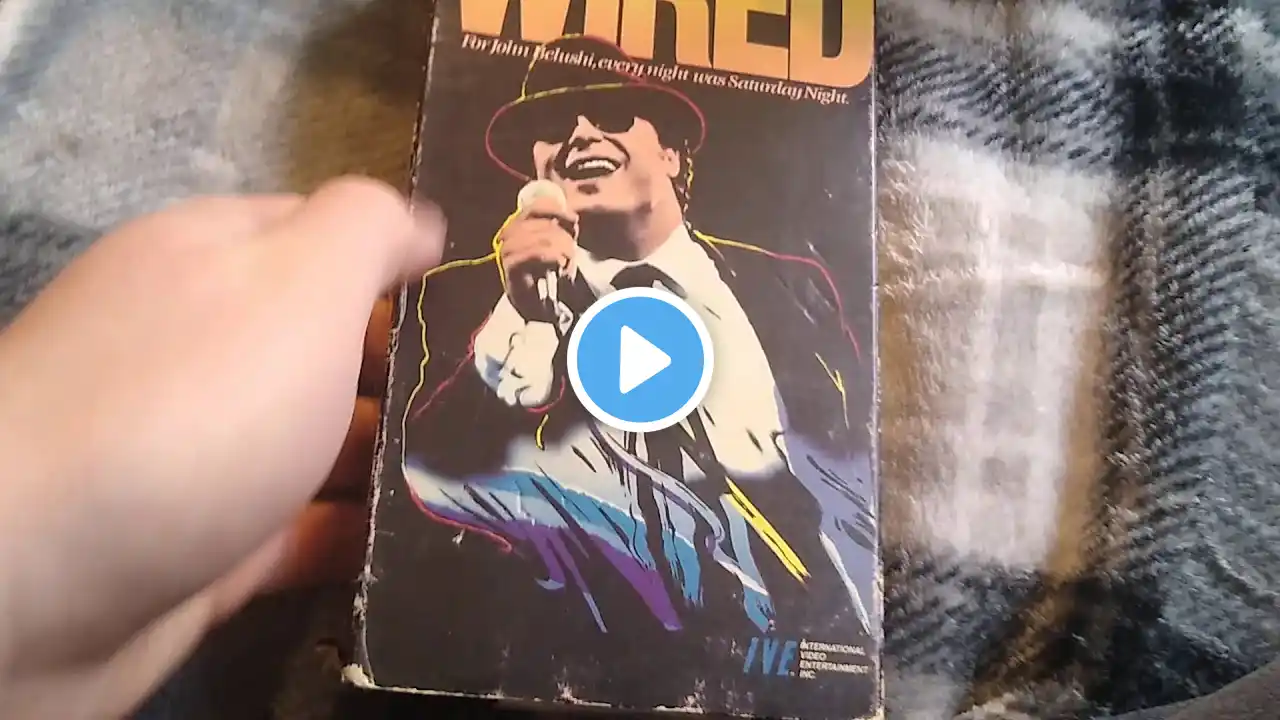 WIRED
For John Belushi, every night was Saturday Night.
IVE
INTERNATIONAL
VIDEO
ENTERTAINMENT
INC.